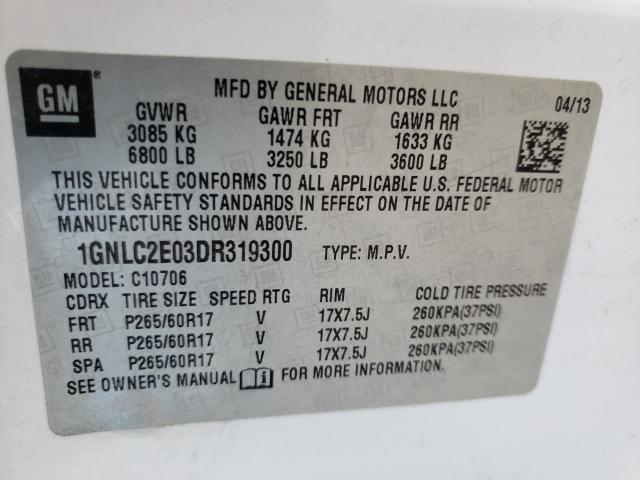 GM ®
MFD BY GENERAL MOTORS LLC
04/13
GVWR GAWR FRT GAWR RR
3085 KG 1474 KG 1633 KG
6800 LB 3250 LB 3600 LB
THIS VEHICLE CONFORMS TO ALL APPLICABLE U.S. FEDERAL MOTOR
VEHICLE SAFETY STANDARDS IN EFFECT ON THE DATE OF
MANUFACTURE SHOWN ABOVE.
1GNLC2E03DR319300 TYPE: M.P.V.
MODEL: C10706
CDRX TIRE SIZE SPEED RTG RIM COLD TIRE PRESSURE
FRT P265/60R17 V 17X7.5J 260KPA(37PSI)
RR P265/60R17 V 17X7.5J 260KPA(37PSI)
SPA P265/60R17 V 17X7.5J 260KPA(37PSI)
SEE OWNER'S MANUAL i FOR MORE INFORMATION.